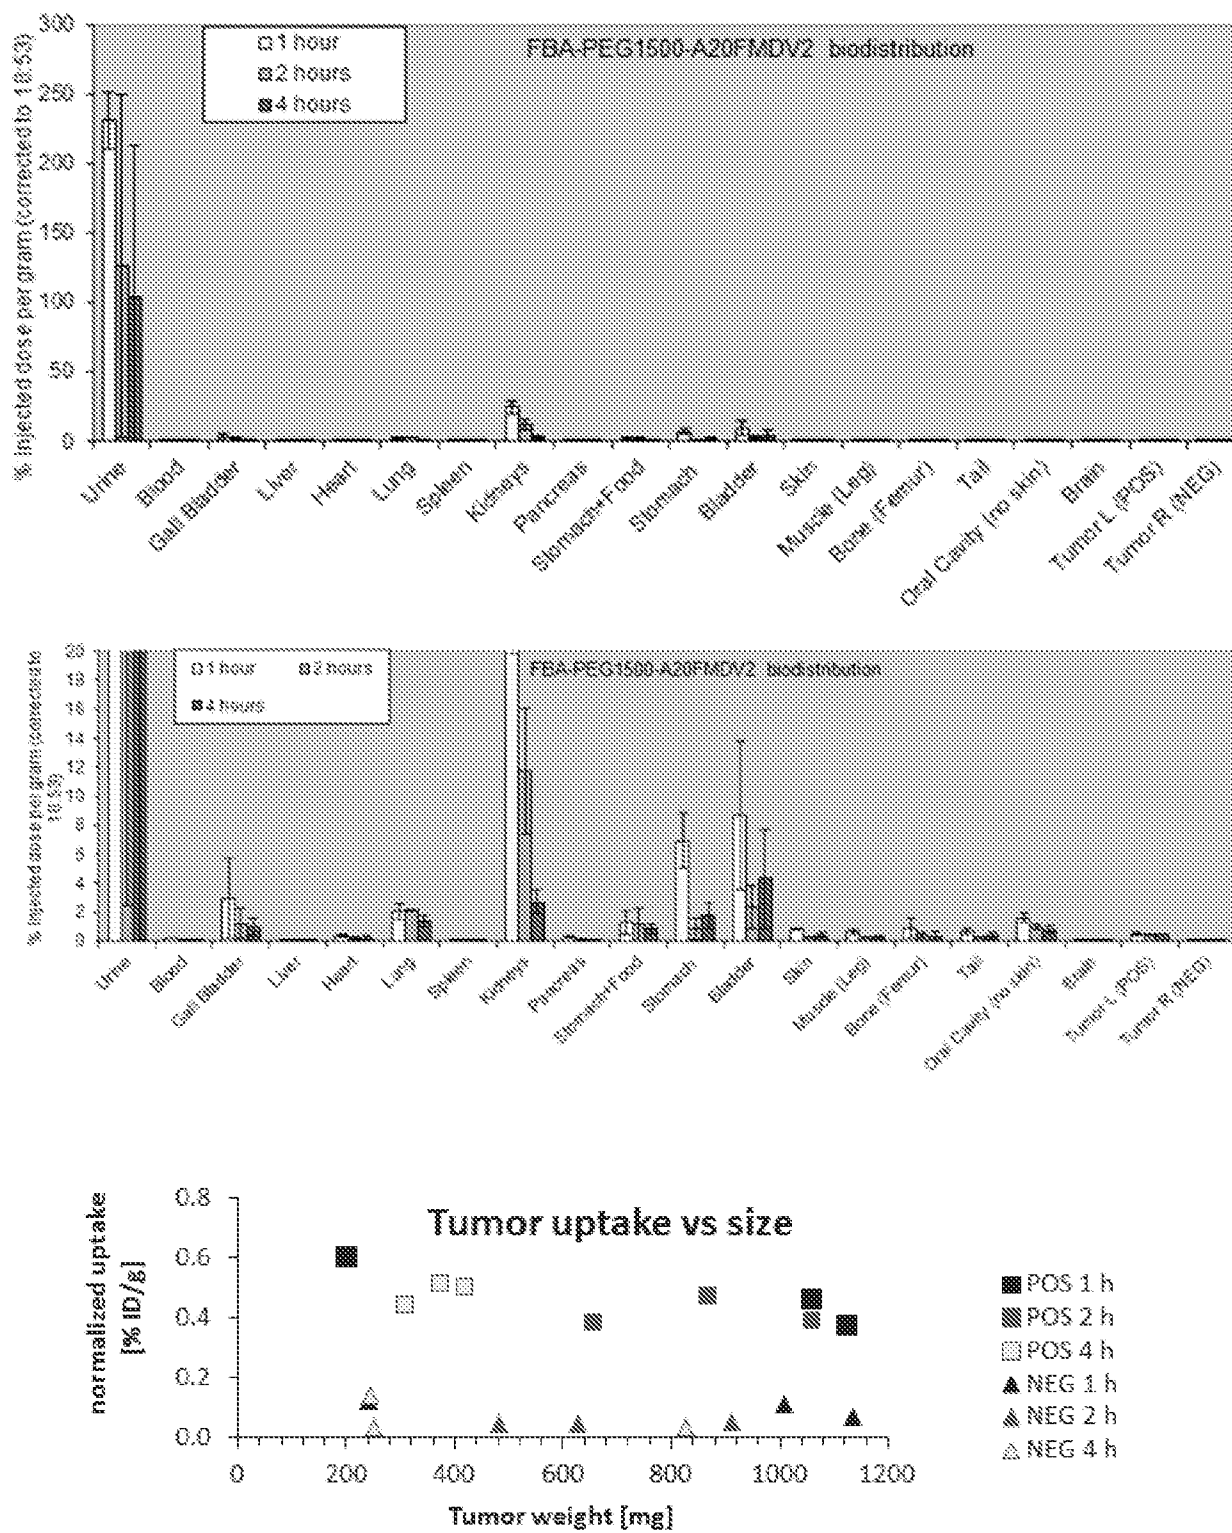 300
250
200
150
100
50
0
% Injected dose per gram (corrected to 18:53)
1 hour
2 hours
4 hours
FBA-PEG1500-A20FMDV2 biodistribution
Urine
Blood
Gall Bladder
Liver
Heart
Lung
Spleen
Kidneys
Pancreas
Stomach+Food
Stomach
Bladder
Skin
Muscle (Leg)
Bone (Femur)
Tail
Oral Cavity (no skin)
Brain
Tumor L (POS)
Tumor R (NEG)
20
18
16
14
12
10
8
6
4
2
0
% Injected dose per gram
1 hour 2 hours
4 hours
FBA-PEG1500-A20FMDV2 biodistribution
Urine
Blood
Gall Bladder
Liver
Heart
Lung
Spleen
Kidneys
Pancreas
Stomach+Food
Stomach
Bladder
Skin
Muscle (Leg)
Bone (Femur)
Tail
Oral Cavity (no skin)
Brain
Tumor L (POS)
Tumor R (NEG)
Tumor uptake vs size
normalized uptake
[% ID/g]
0.8
0.6
0.4
0.2
0.0
0 200 400 600 800 1000 1200
Tumor weight [mg]
POS 1 h
POS 2 h
POS 4 h
NEG 1 h
NEG 2 h
NEG 4 h